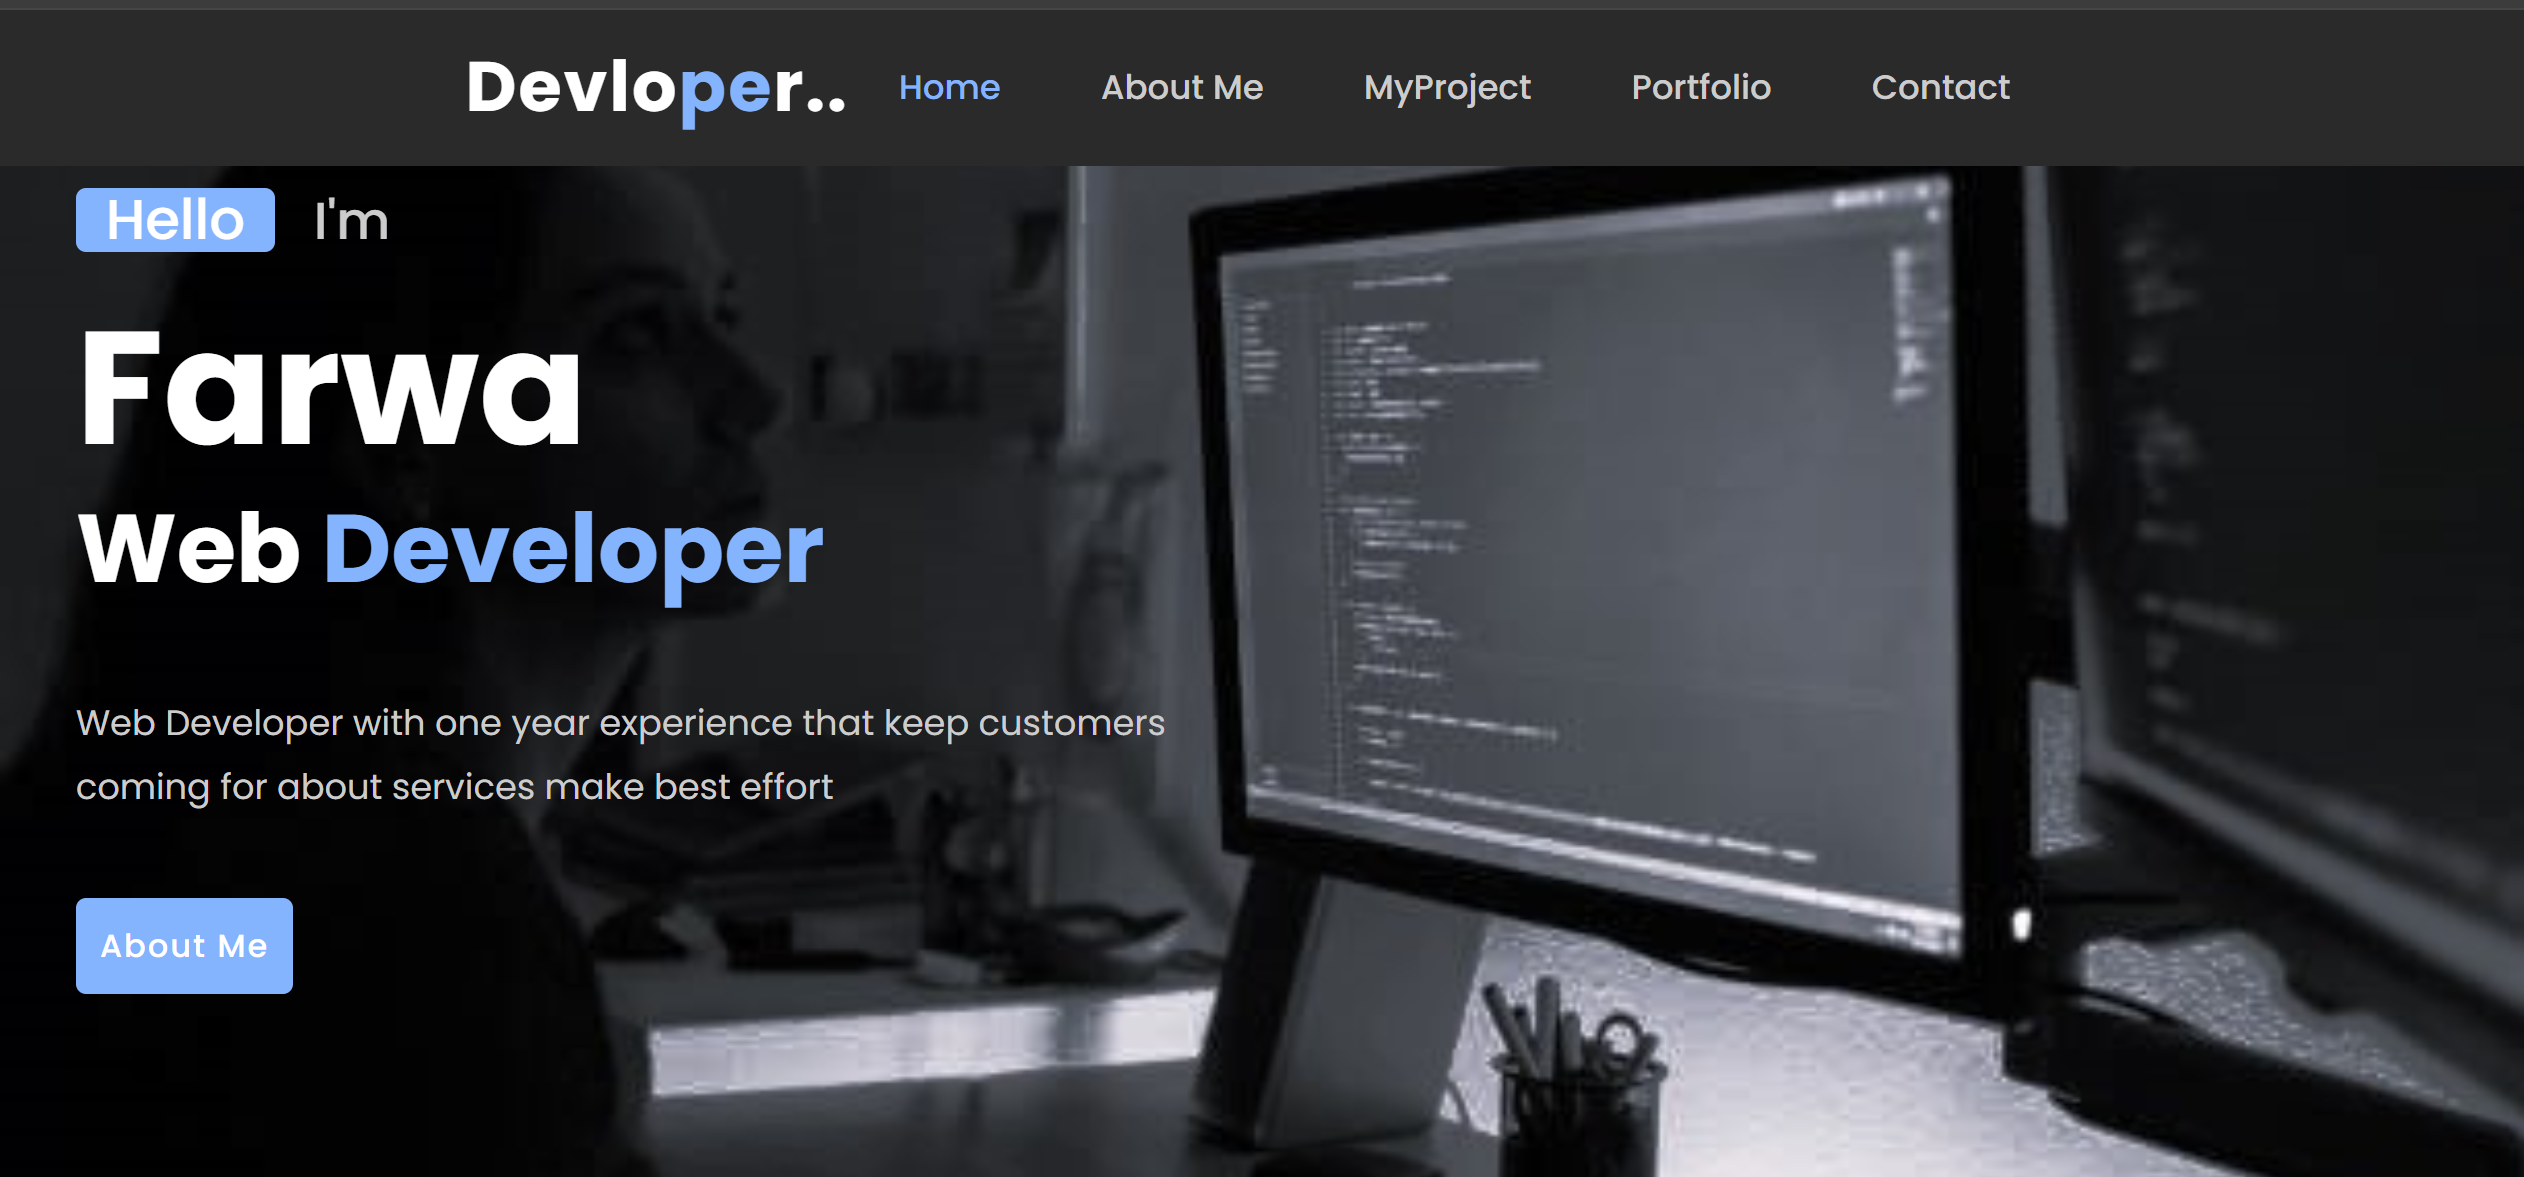 Devloper.. Home About Me MyProject Portfolio Contact
Hello I'm
Farwa
Web Developer
Web Developer with one year experience that keep customers
coming for about services make best effort
About Me